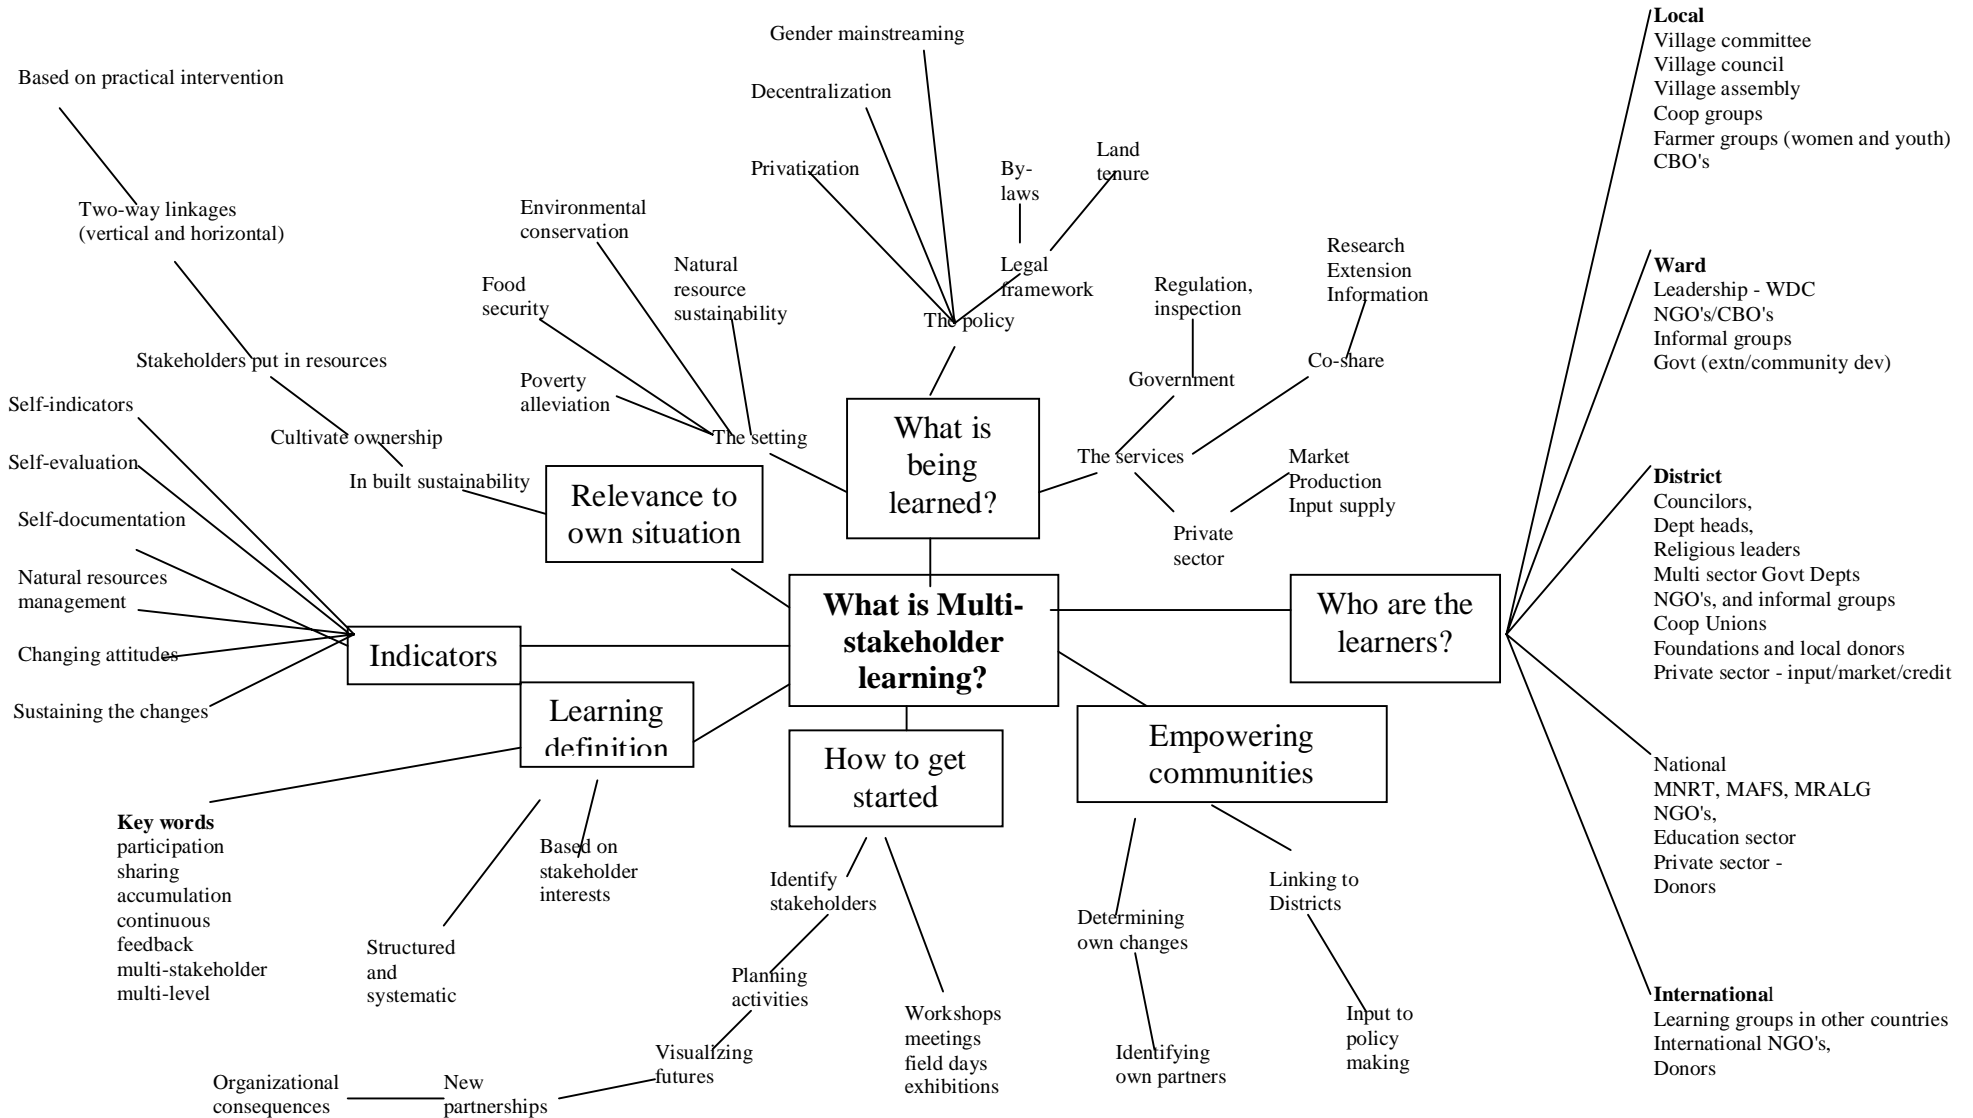 Gender mainstreaming
Decentralization
Privatization
By-
laws
Land
tenure
Legal
framework
The policy
Based on practical intervention
Two-way linkages
(vertical and horizontal)
Stakeholders put in resources
Cultivate ownership
In built sustainability
Relevance to
own situation
Environmental
conservation
Food
security
Natural
resource
sustainability
Poverty
alleviation
The setting
What is
being
learned?
Regulation,
inspection
Government
Research
Extension
Information
Co-share
The services
Market
Production
Input supply
Private
sector
Self-indicators
Self-evaluation
Self-documentation
Natural resources
management
Changing attitudes
Sustaining the changes
Indicators
What is Multi-
stakeholder
learning?
Who are the
learners?
Local
Village committee
Village council
Village assembly
Coop groups
Farmer groups (women and youth)
CBO's
Ward
Leadership - WDC
NGO's/CBO's
Informal groups
Govt (extn/community dev)
District
Councilors,
Dept heads,
Religious leaders
Multi sector Govt Depts
NGO's, and informal groups
Coop Unions
Foundations and local donors
Private sector - input/market/credit
National
MNRT, MAFS, MRALG
NGO's,
Education sector
Private sector -
Donors
International
Learning groups in other countries
International NGO's,
Donors
Learning
definition
Key words
participation
sharing
accumulation
continuous
feedback
multi-stakeholder
multi-level
Structured
and
systematic
Based on
stakeholder
interests
How to get
started
Identify
stakeholders
Planning
activities
Visualizing
futures
New
partnerships
Organizational
consequences
Workshops
meetings
field days
exhibitions
Empowering
communities
Determining
own changes
Identifying
own partners
Linking to
Districts
Input to
policy
making